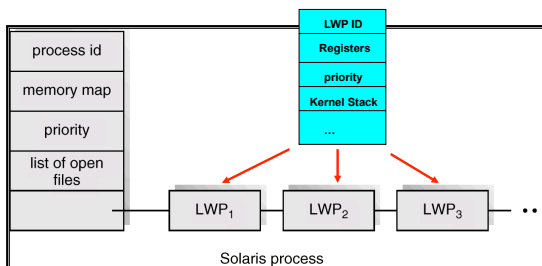 LWP ID
Registers
priority
Kernel Stack
...
process id
memory map
priority
list of open
files
LWP₁
LWP₂
LWP₃
Solaris process